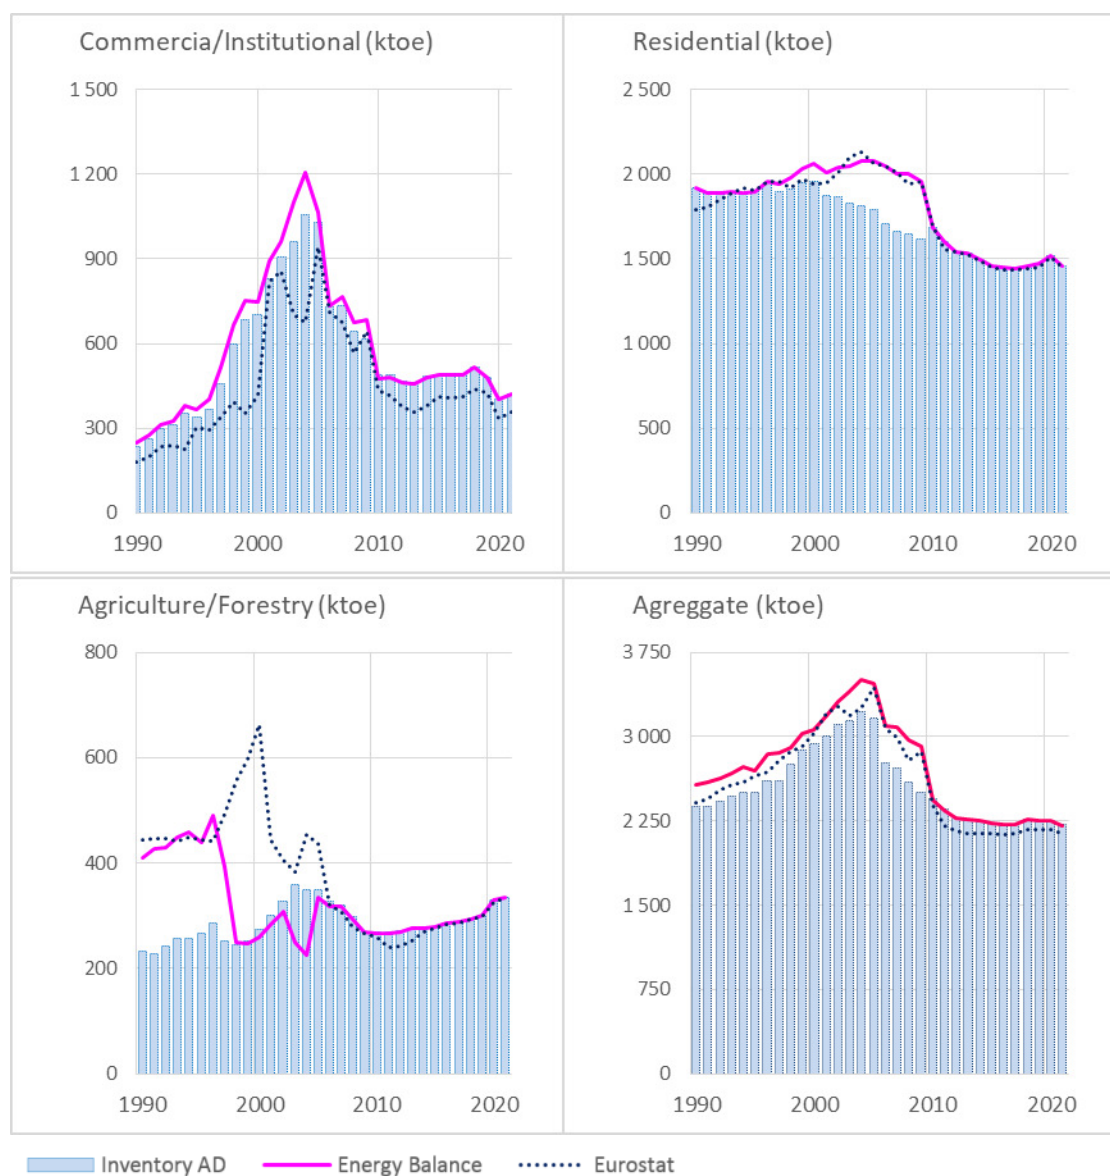 Commercia/Institutional (ktoe)
1 500
1 200
900
600
300
0
1990 2000 2010 2020
Residential (ktoe)
2 500
2 000
1 500
1 000
500
0
1990 2000 2010 2020
Agriculture/Forestry (ktoe)
800
600
400
200
0
1990 2000 2010 2020
Agreggate (ktoe)
3 750
3 000
2 250
1 500
750
0
1990 2000 2010 2020
Inventory AD Energy Balance Eurostat